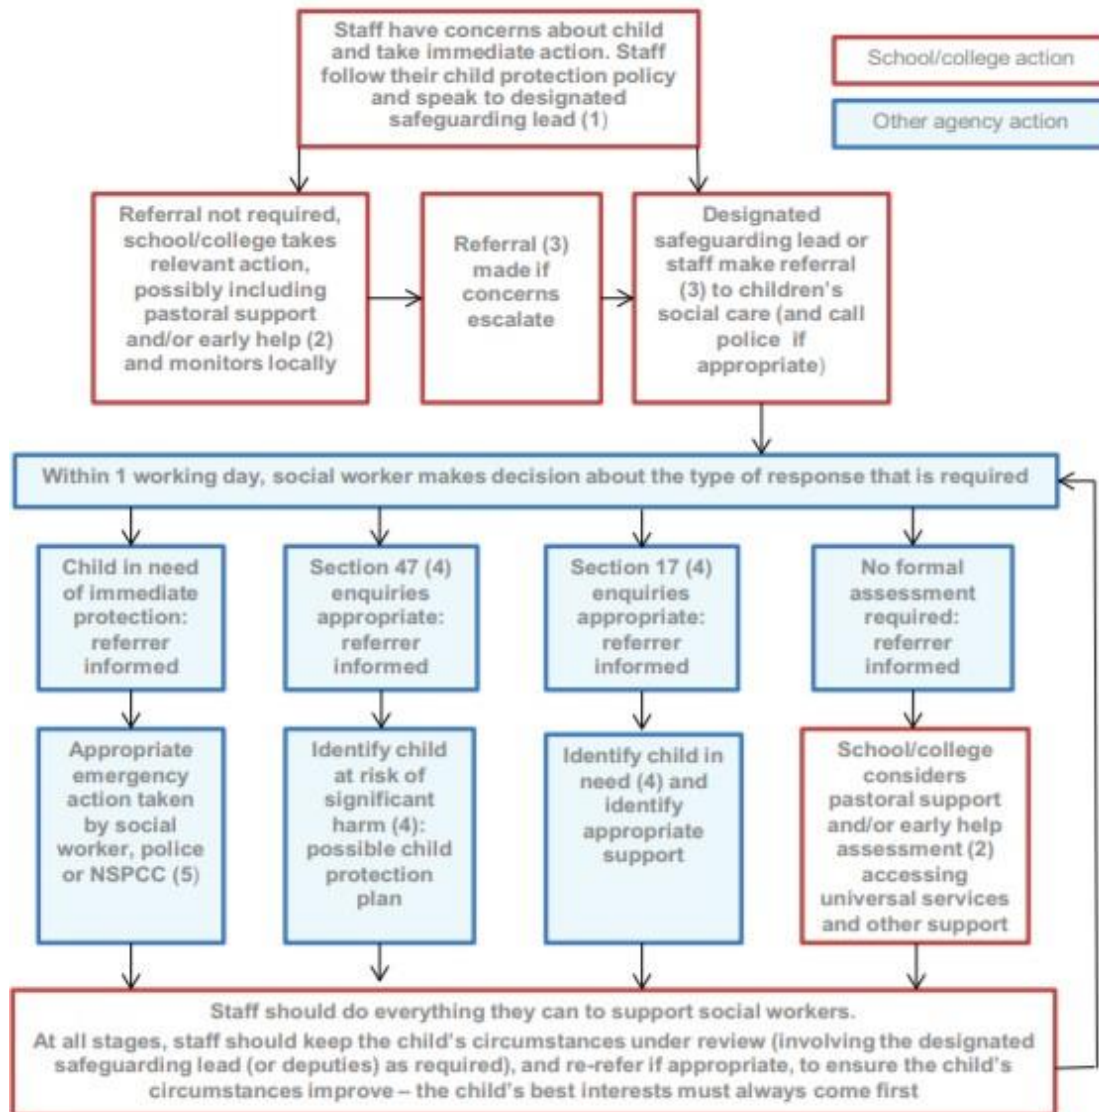 Staff have concerns about child
and take immediate action. Staff
follow their child protection policy
and speak to designated
safeguarding lead (1)
School/college action
Other agency action
Referral not required,
school/college takes
relevant action,
possibly including
pastoral support
and/or early help (2)
and monitors locally
Referral (3)
made if
concerns
escalate
Designated
safeguarding lead or
staff make referral
(3) to children's
social care (and call
police if
appropriate)
Within 1 working day, social worker makes decision about the type of response that is required
Child in need
of immediate
protection:
referrer
informed
Section 47 (4)
enquiries
appropriate:
referrer
informed
Section 17 (4)
enquiries
appropriate:
referrer
informed
No formal
assessment
required:
referrer
informed
Appropriate
emergency
action taken
by social
worker, police
or NSPCC (5)
Identify child
at risk of
significant
harm (4):
possible child
protection
plan
Identify child in
need (4) and
identify
appropriate
support
School/college
considers
pastoral support
and/or early help
assessment (2)
accessing
universal services
and other support
Staff should do everything they can to support social workers.
At all stages, staff should keep the child's circumstances under review (involving the designated
safeguarding lead (or deputies) as required), and re-refer if appropriate, to ensure the child's
circumstances improve – the child's best interests must always come first